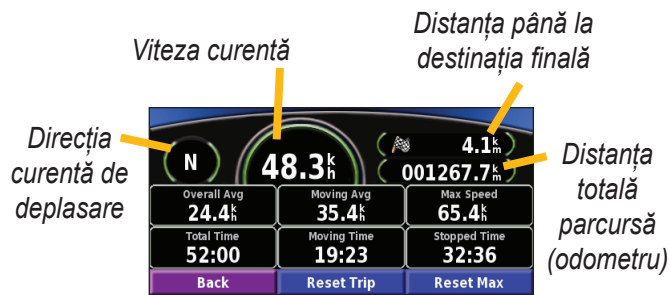 Distanța până la
destinația finală
Viteza curentă
Direcția
curentă de
deplasare
N
48.3 k/h
4.1 k/m
001267.7 k/m
Distanța
totală
parcursă
(odometru)
Overall Avg
Moving Avg
Max Speed
24.4 k/h
35.4 k/h
65.4 k/h
Total Time
Moving Time
Stopped Time
52:00
19:23
32:36
Back
Reset Trip
Reset Max